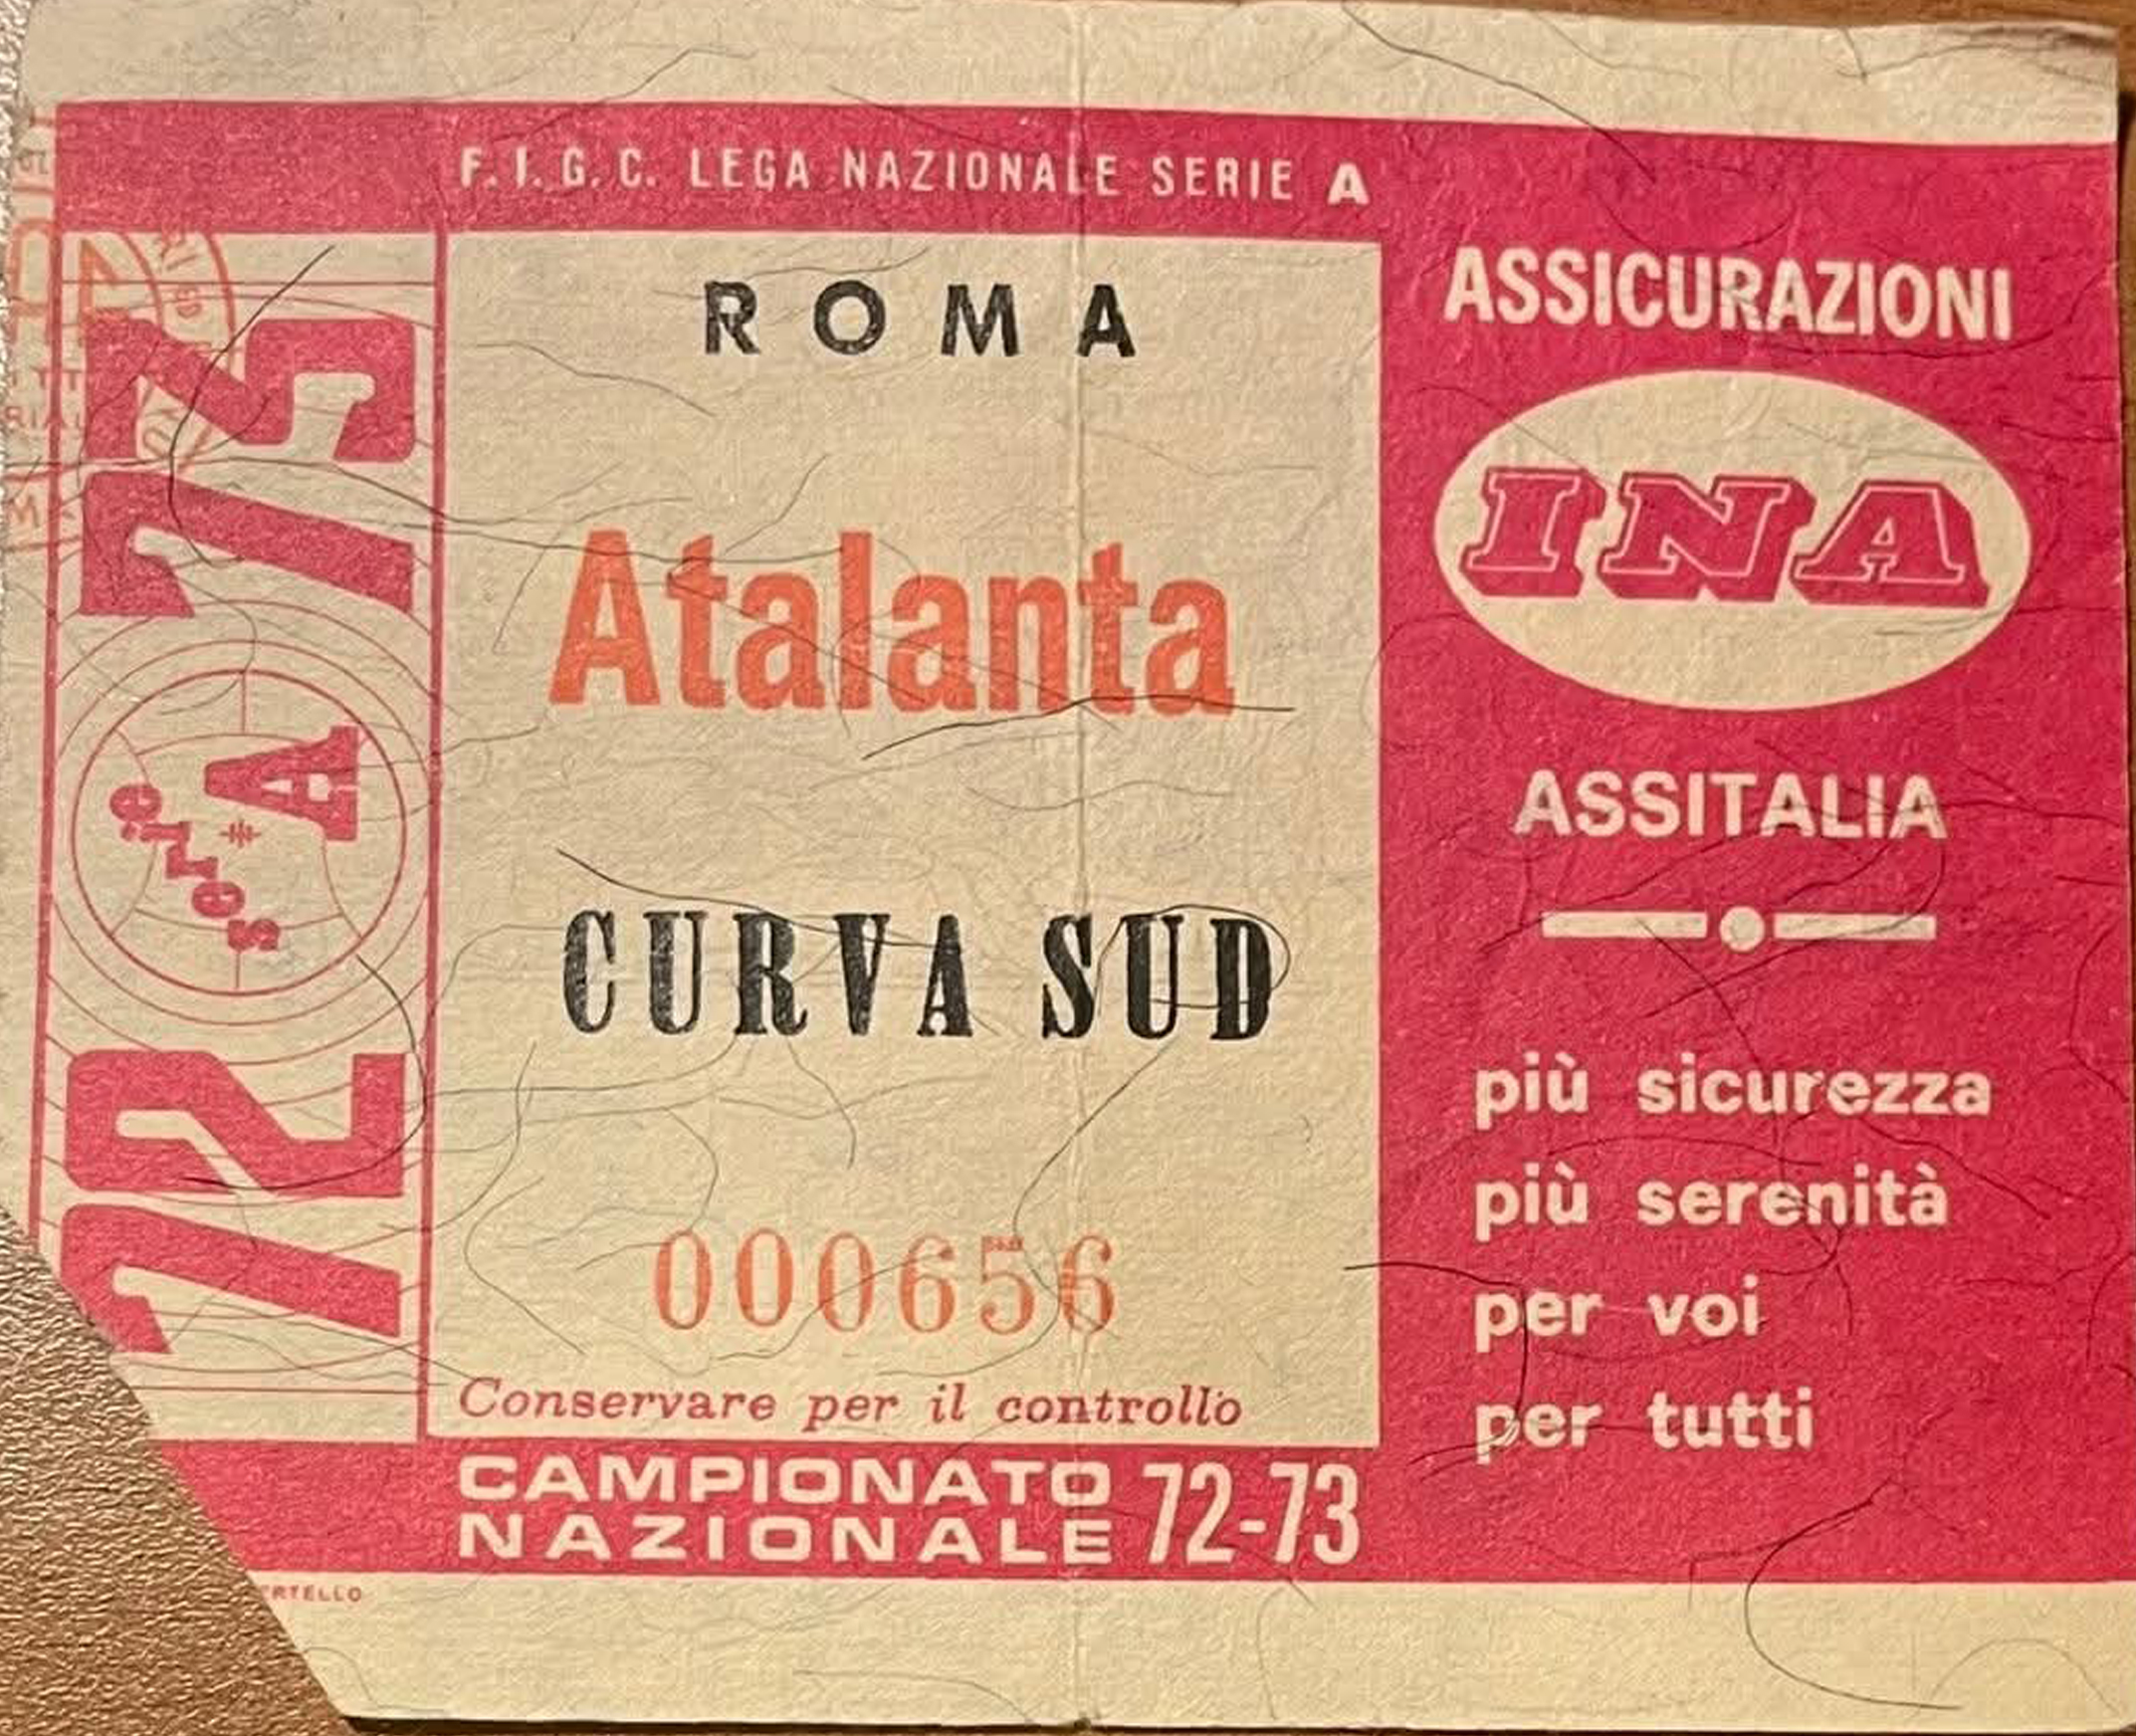 F.I.G.C. LEGA NAZIONALE SERIE A
72 serie A 73
ROMA
Atalanta
CURVA SUD
000656
Conservare per il controllo
CAMPIONATO
NAZIONALE 72-73
ASSICURAZIONI
INA
ASSITALIA
più sicurezza
più serenità
per voi
per tutti